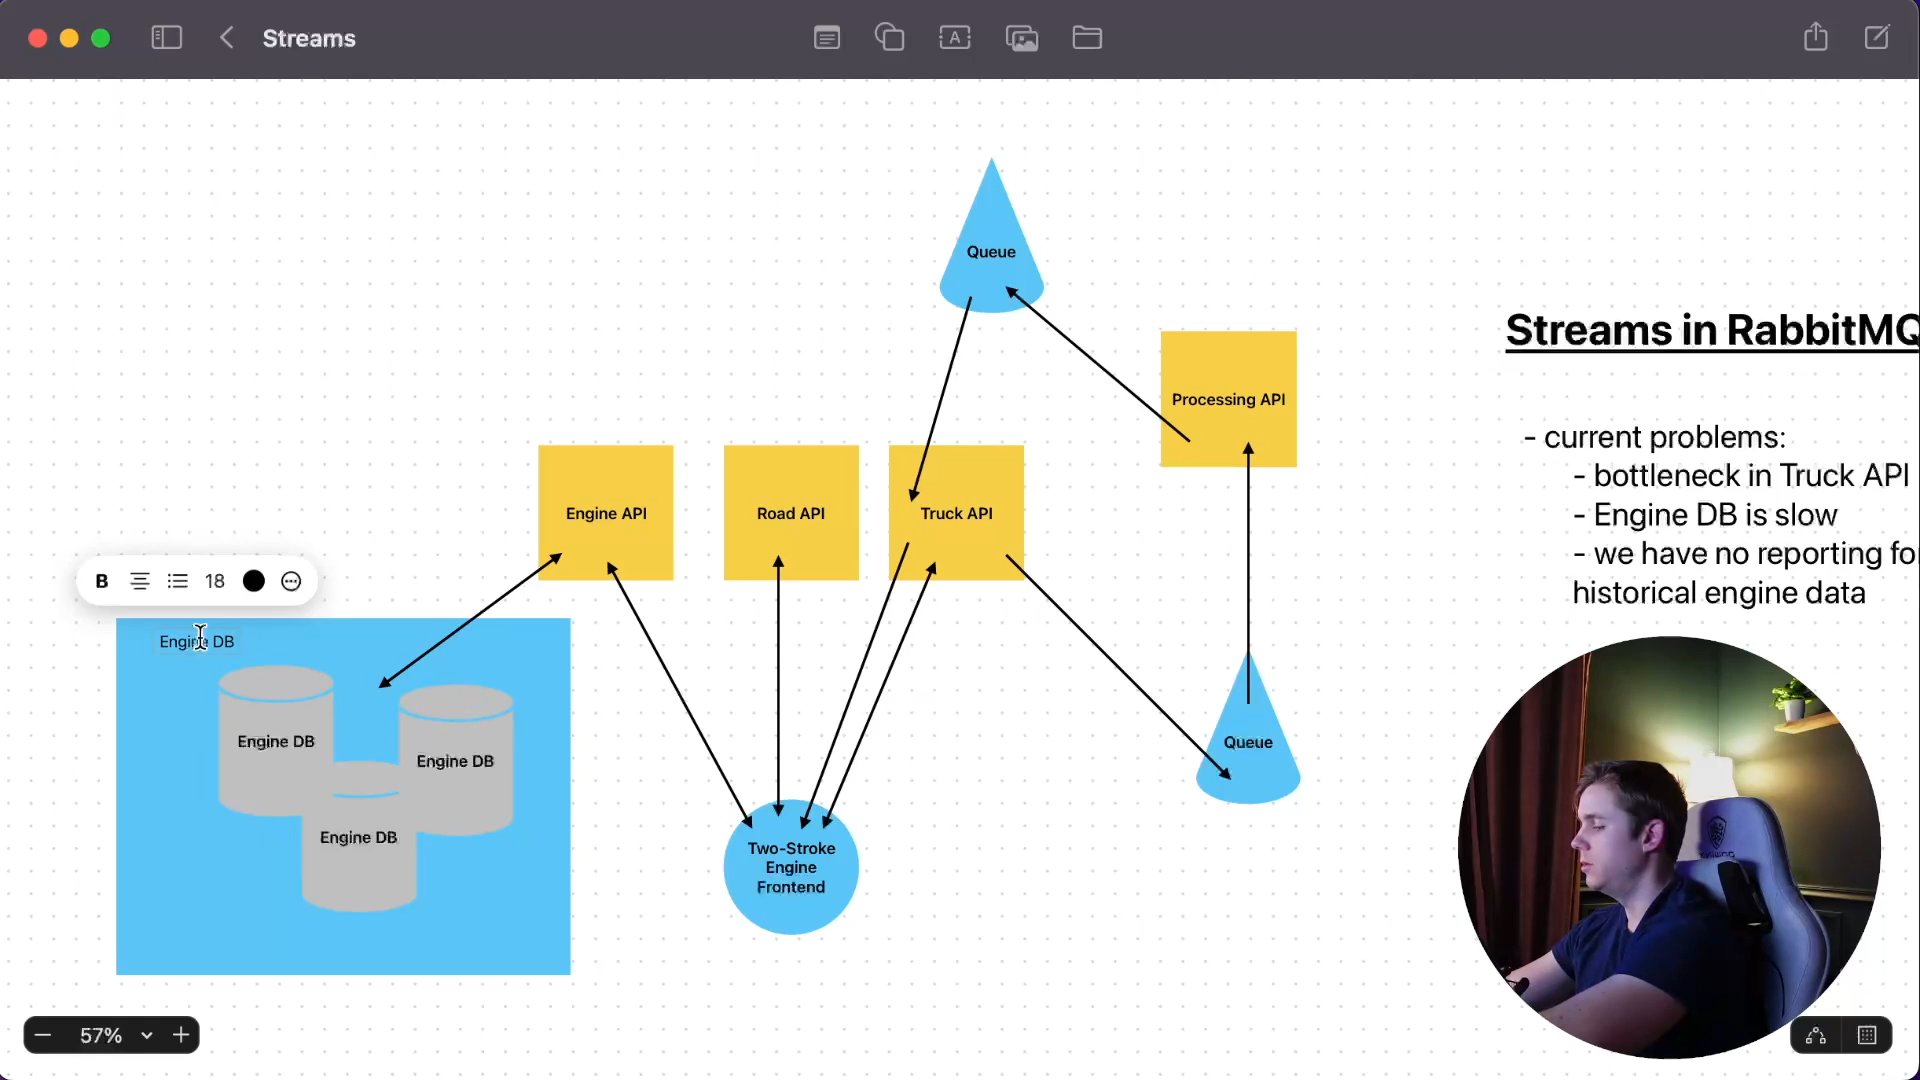 Streams
Queue
Processing API
Streams in RabbitMQ
- current problems:
- bottleneck in Truck API
- Engine DB is slow
- we have no reporting fo
historical engine data
Engine API
Road API
Truck API
B
18
Engine DB
Engine DB
Engine DB
Engine DB
Queue
Two-Stroke
Engine
Frontend
57%